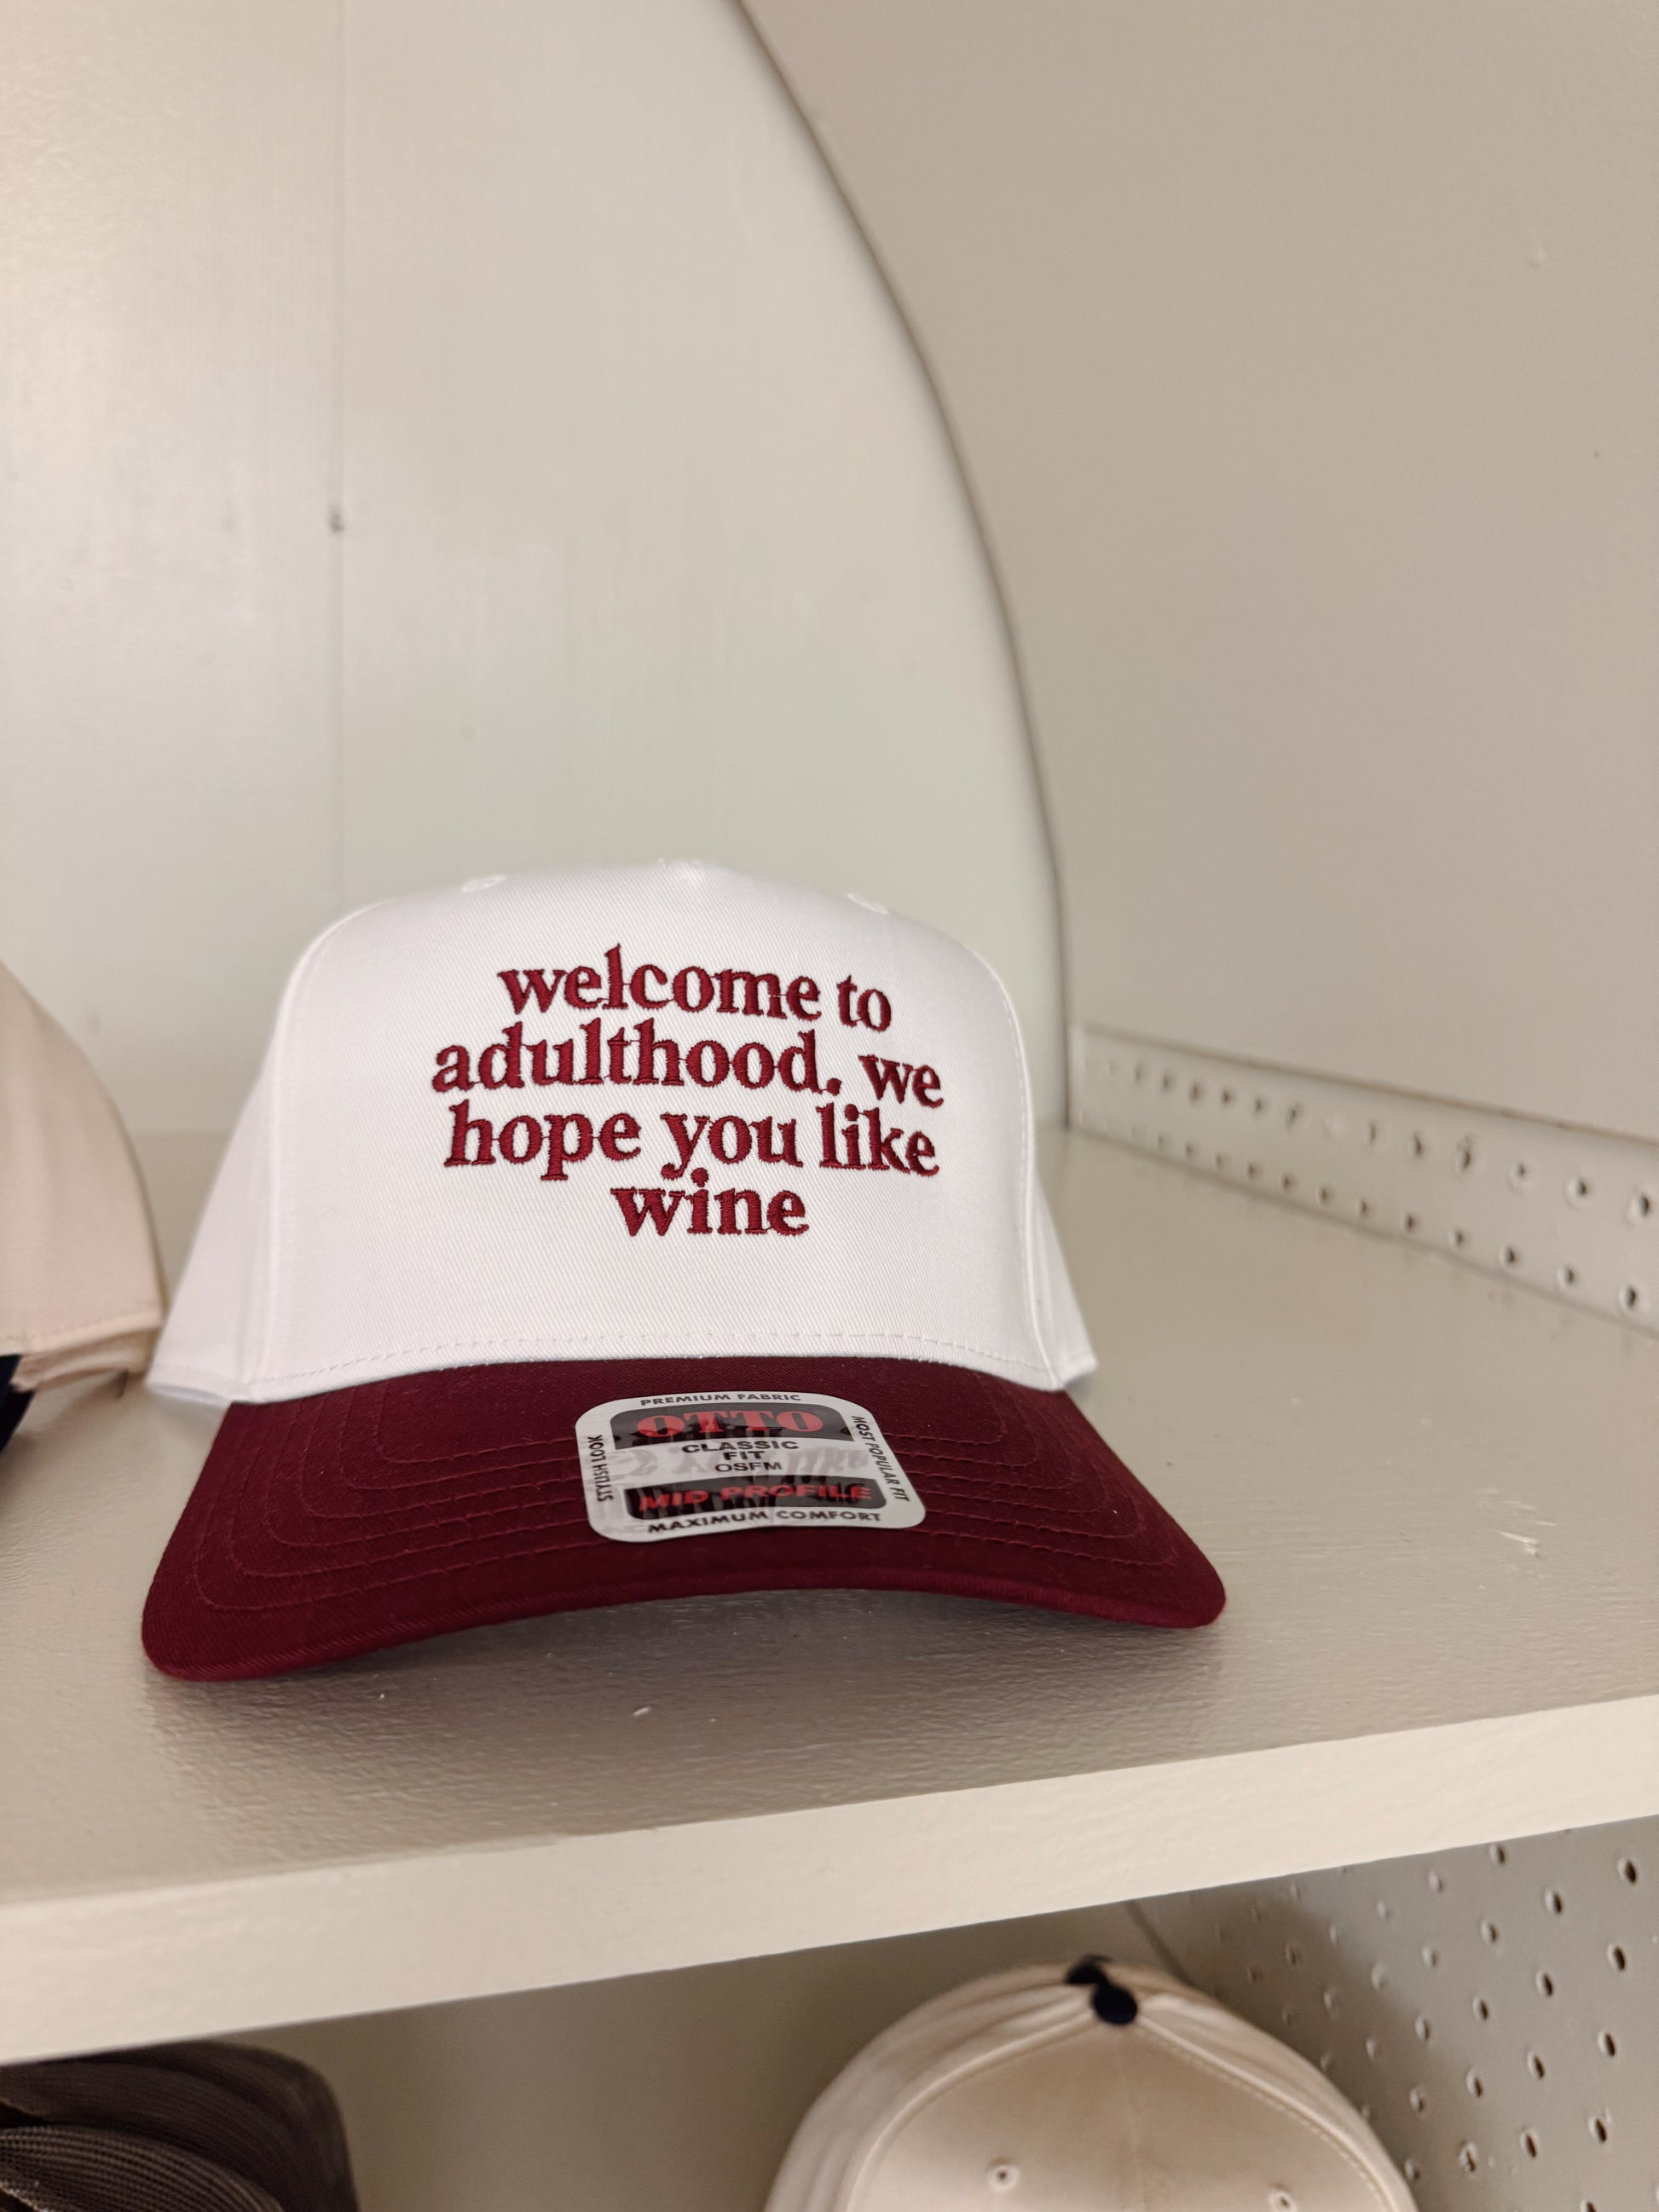 welcome to
adulthood. we
hope you like
wine
PREMIUM FABRIC
OTTO
CLASSIC
FIT
OSFM
MID PROFILE
MAXIMUM COMFORT
STYLISH LOOK
MOST POPULAR FIT